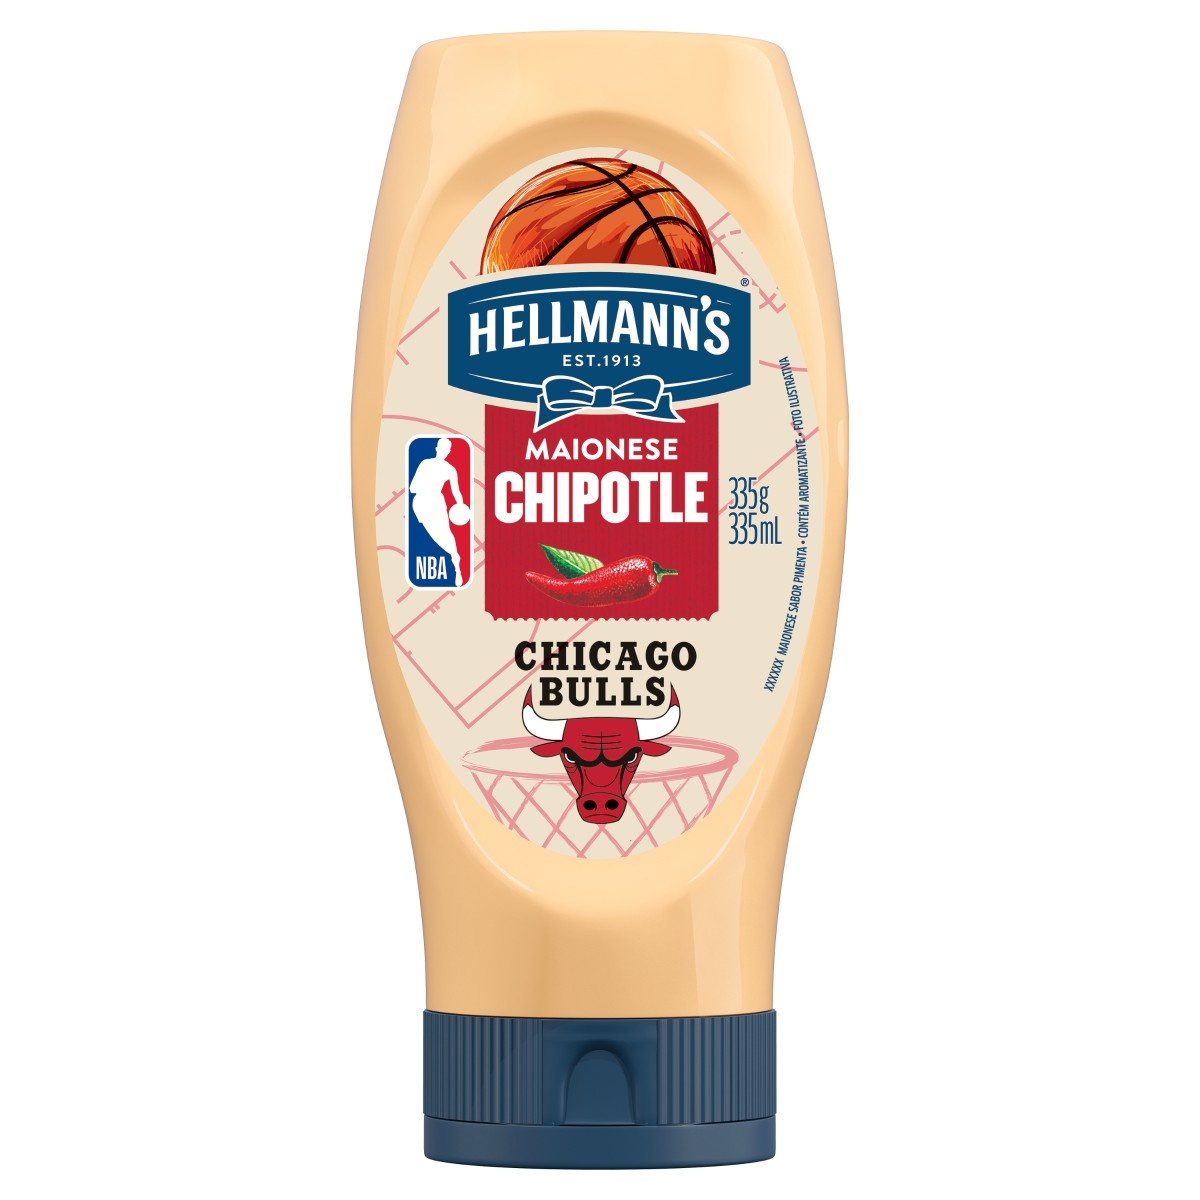 HELLMANN'S
®
EST.1913
MAIONESE
CHIPOTLE
NBA
335g
335mL
XXXXXX MAIONESE SABOR PIMENTA • CONTÉM AROMATIZANTE • FOTO ILUSTRATIVA
CHICAGO
BULLS